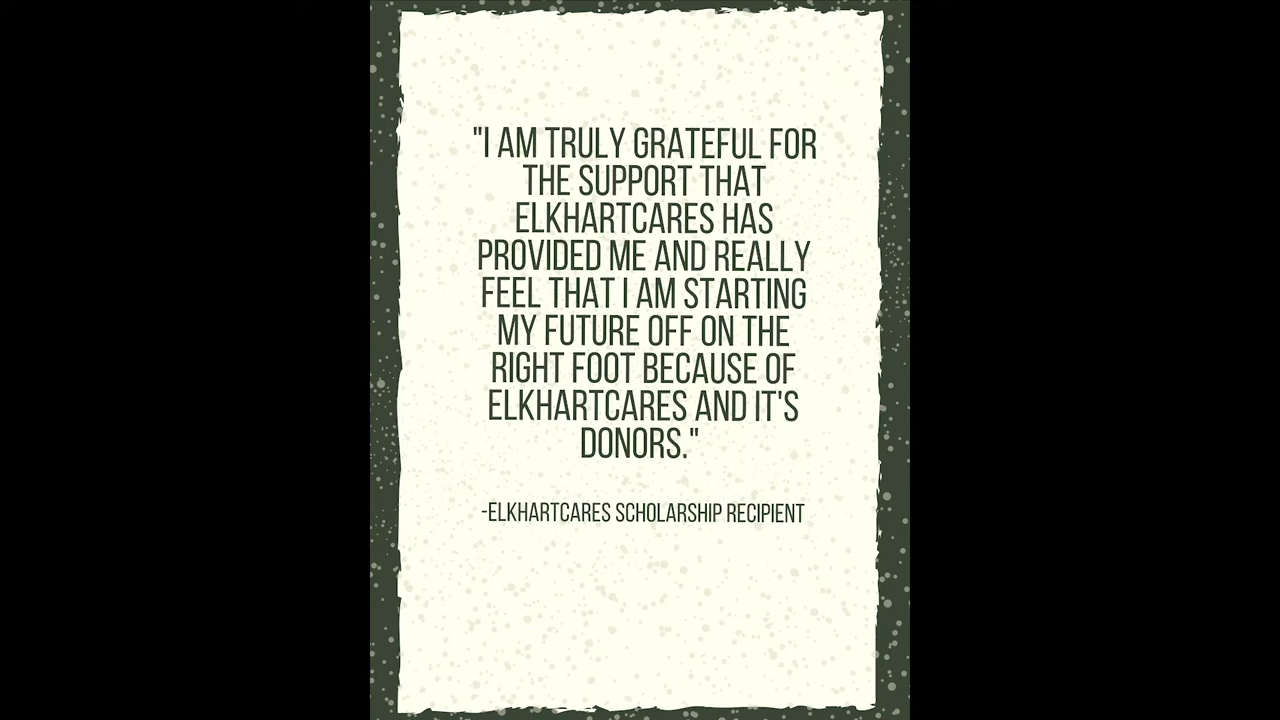 "I AM TRULY GRATEFUL FOR
THE SUPPORT THAT
ELKHARTCARES HAS
PROVIDED ME AND REALLY
FEEL THAT I AM STARTING
MY FUTURE OFF ON THE
RIGHT FOOT BECAUSE OF
ELKHARTCARES AND IT'S
DONORS."
-ELKHARTCARES SCHOLARSHIP RECIPIENT